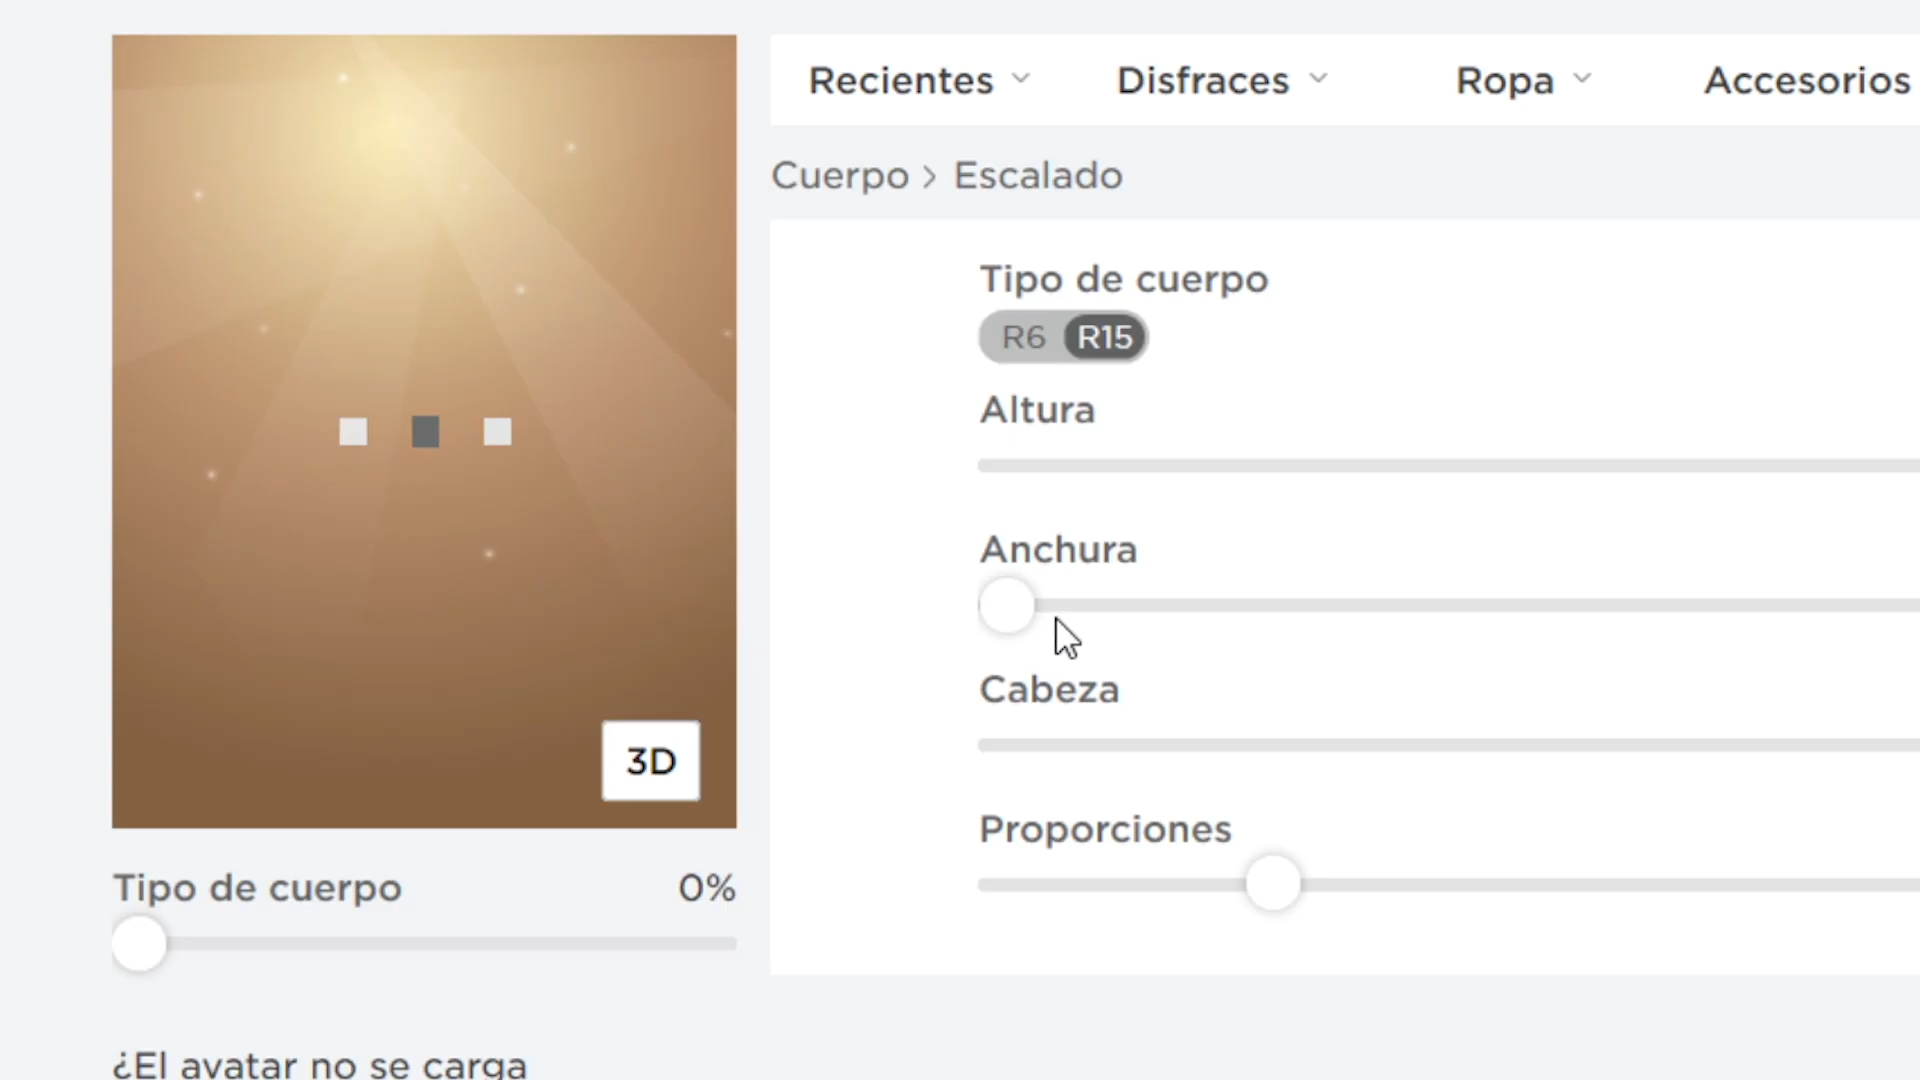 Recientes Disfraces Ropa Accesorios
Cuerpo > Escalado
Tipo de cuerpo
R6 R15
Altura
Anchura
Cabeza
Proporciones
3D
Tipo de cuerpo 0%
¿El avatar no se carga